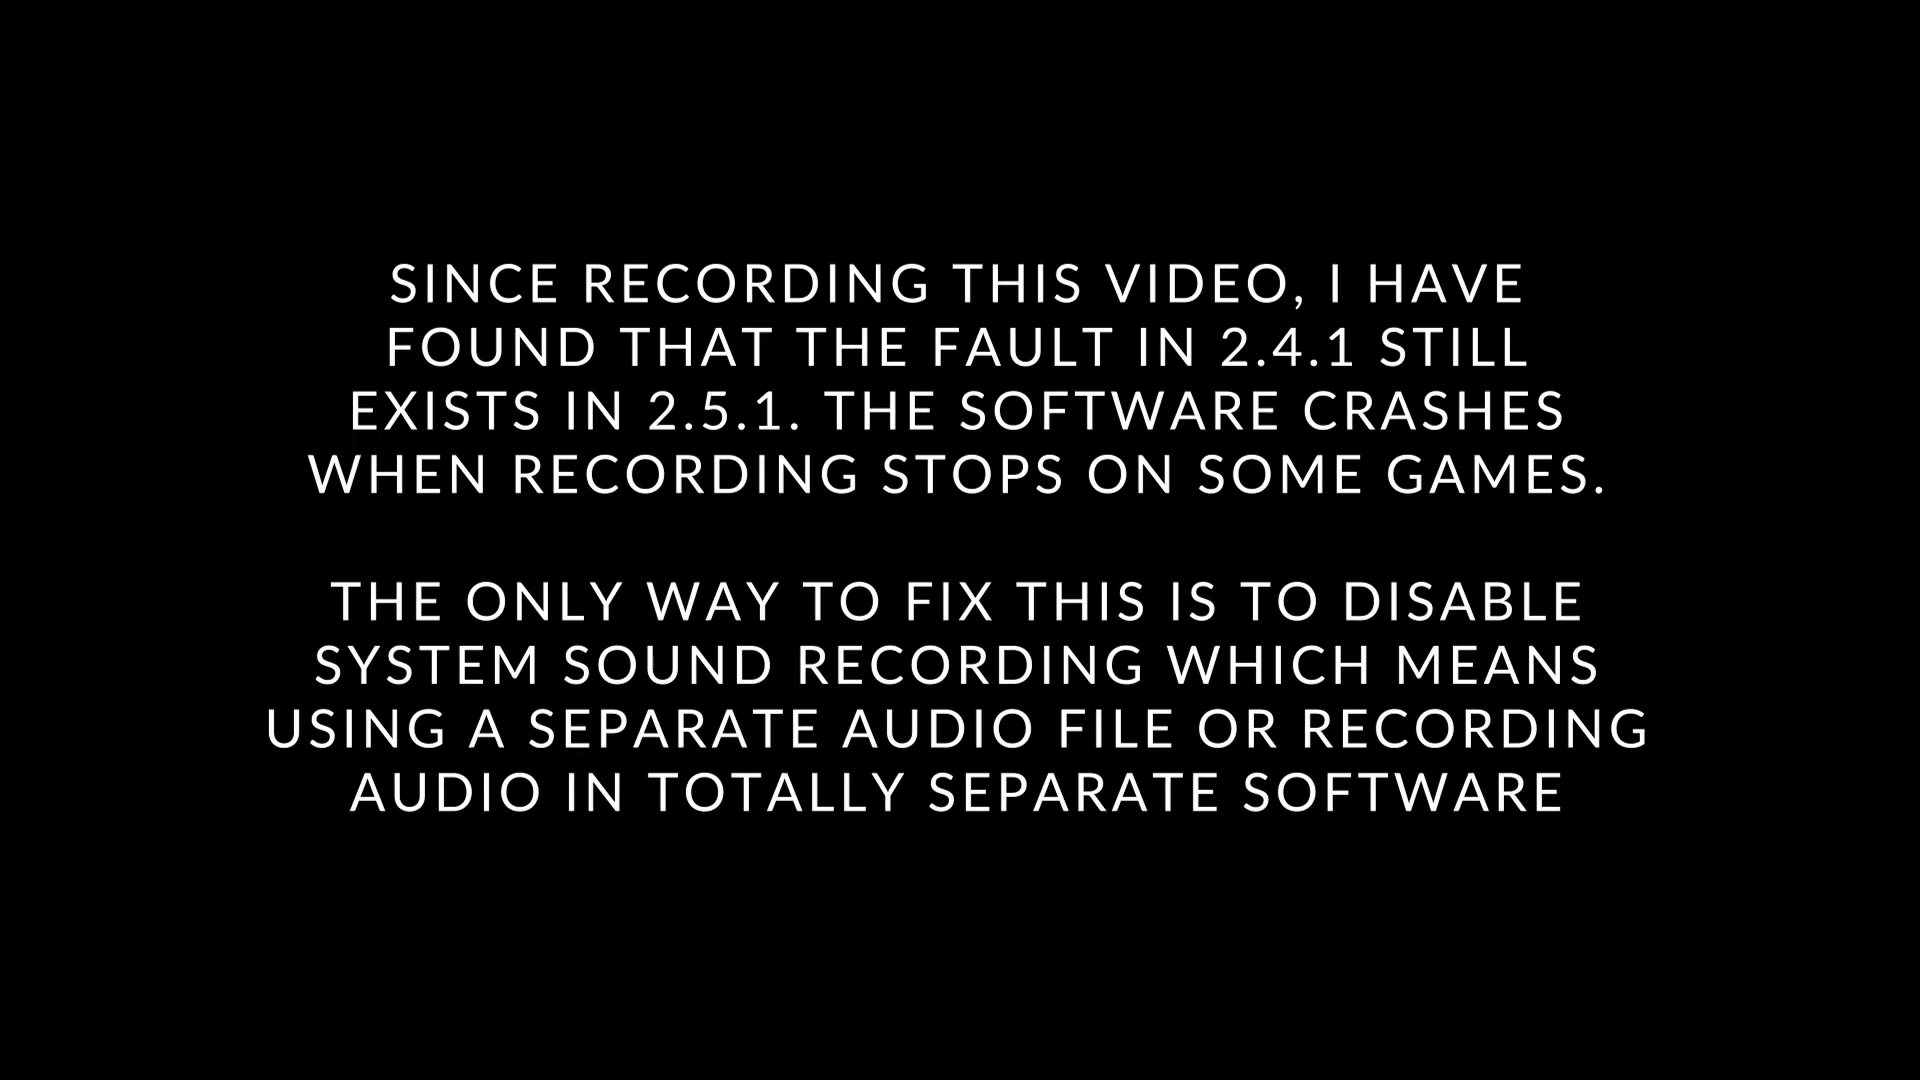 SINCE RECORDING THIS VIDEO, I HAVE
FOUND THAT THE FAULT IN 2.4.1 STILL
EXISTS IN 2.5.1. THE SOFTWARE CRASHES
WHEN RECORDING STOPS ON SOME GAMES.
THE ONLY WAY TO FIX THIS IS TO DISABLE
SYSTEM SOUND RECORDING WHICH MEANS
USING A SEPARATE AUDIO FILE OR RECORDING
AUDIO IN TOTALLY SEPARATE SOFTWARE